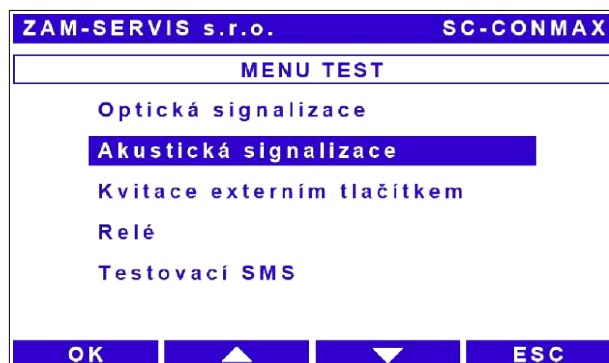 ZAM-SERVIS s.r.o. SC-CONMAX
MENU TEST
Optická signalizace
Akustická signalizace
Kvitace externím tlačítkem
Relé
Testovací SMS
OK ESC